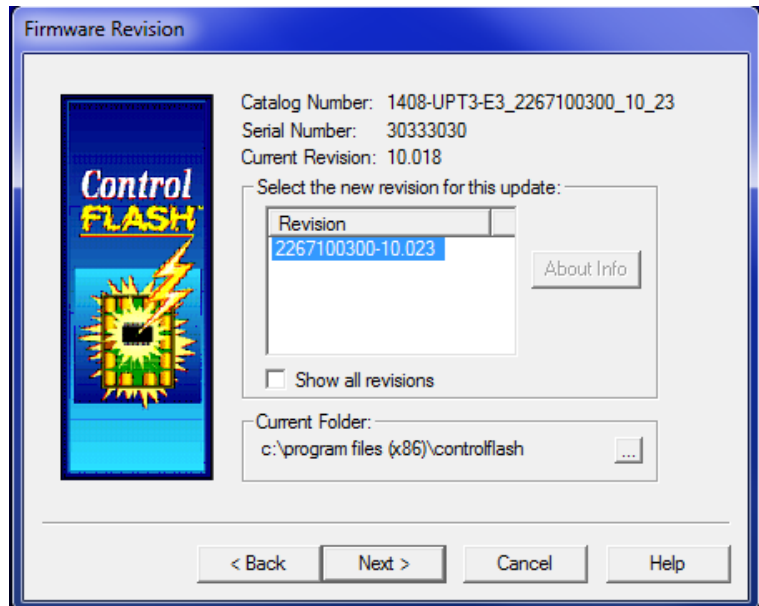 Firmware Revision
Catalog Number: 1408-UPT3-E3_2267100300_10_23
Serial Number: 30333030
Current Revision: 10.018
Control
FLASH
Select the new revision for this update:
Revision
2267100300-10.023
About Info
Show all revisions
Current Folder:
c:\program files (x86)\controlflash
...
< Back Next > Cancel Help